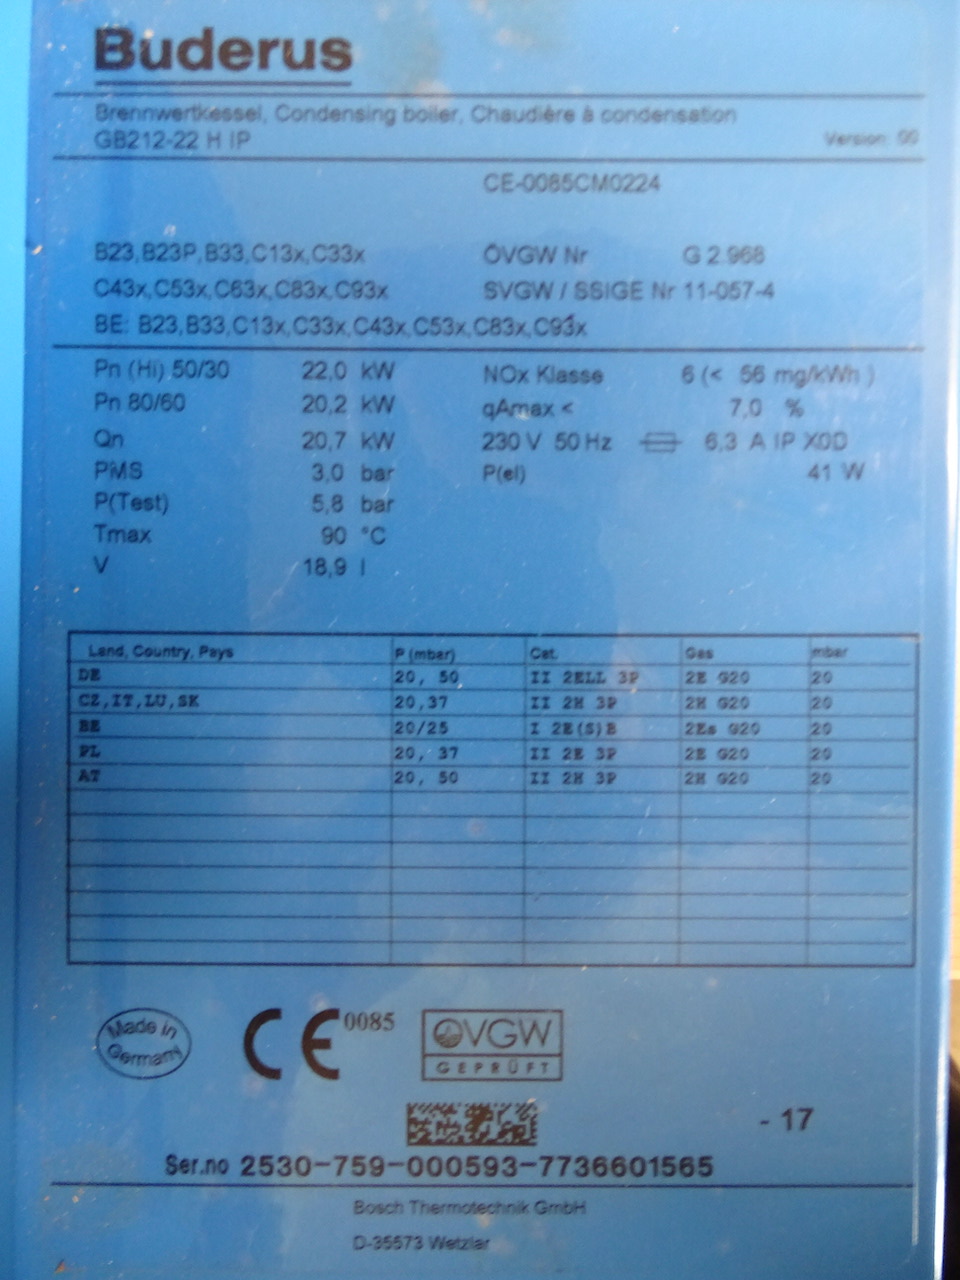 Buderus
Brennwertkessel, Condensing boiler, Chaudière à condensation
GB212-22 H IP Version: 00
CE-0085CM0224
B23,B23P,B33,C13x,C33x ÖVGW Nr G 2.968
C43x,C53x,C63x,C83x,C93x SVGW / SSIGE Nr 11-057-4
BE: B23,B33,C13x,C33x,C43x,C53x,C83x,C93x
Pn (Hi) 50/30 22,0 kW NOx Klasse 6 (< 56 mg/kWh )
Pn 80/60 20,2 kW qAmax < 7,0 %
Qn 20,7 kW 230 V 50 Hz 6,3 A IP X0D
PMS 3,0 bar P(el) 41 W
P(Test) 5,8 bar
Tmax 90 °C
V 18,9 l
Land, Country, Pays P (mbar) Cat. Gas mbar
DE 20, 50 II 2ELL 3P 2E G20 20
CZ,IT,LU,SK 20,37 II 2H 3P 2H G20 20
BE 20/25 I 2E(S)B 2Es G20 20
PL 20, 37 II 2E 3P 2E G20 20
AT 20, 50 II 2H 3P 2H G20 20
Made in
Germany
CE 0085
ÖVGW
GEPRÜFT
- 17
Ser.no 2530-759-000593-7736601565
Bosch Thermotechnik GmbH
D-35573 Wetzlar